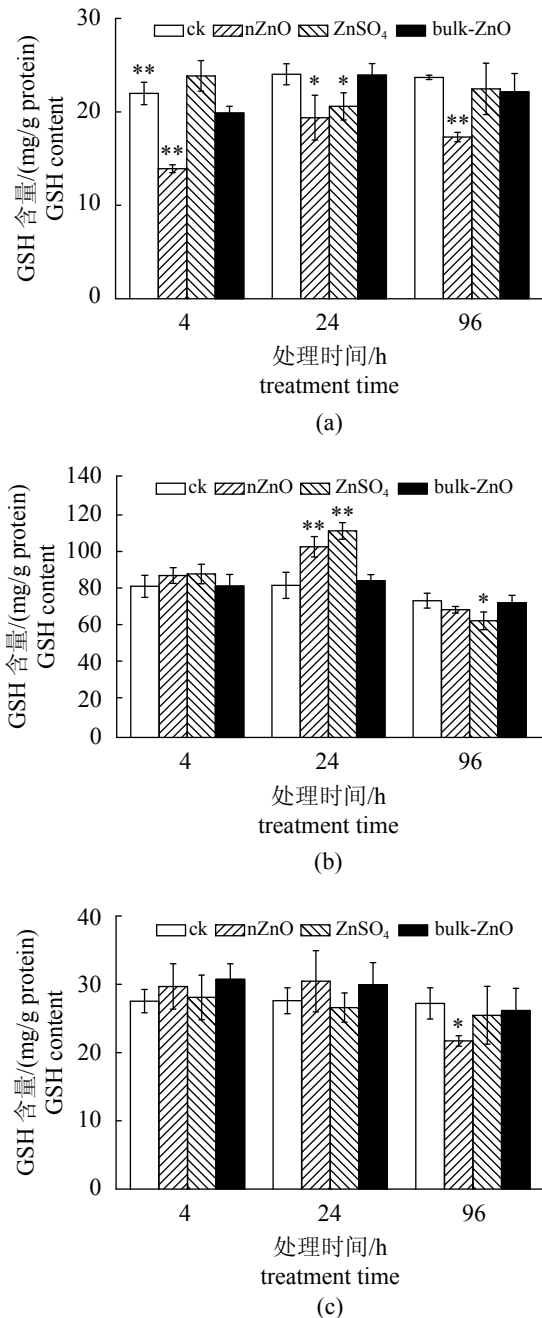 GSH 含量/(mg/g protein)
GSH content
30
20
10
0
ck nZnO ZnSO₄ bulk-ZnO
** ** * * **
4 24 96
处理时间/h
treatment time
(a)
GSH 含量/(mg/g protein)
GSH content
140
120
100
80
60
40
20
0
ck nZnO ZnSO₄ bulk-ZnO
** ** *
4 24 96
处理时间/h
treatment time
(b)
GSH 含量/(mg/g protein)
GSH content
40
30
20
10
0
ck nZnO ZnSO₄ bulk-ZnO
*
4 24 96
处理时间/h
treatment time
(c)